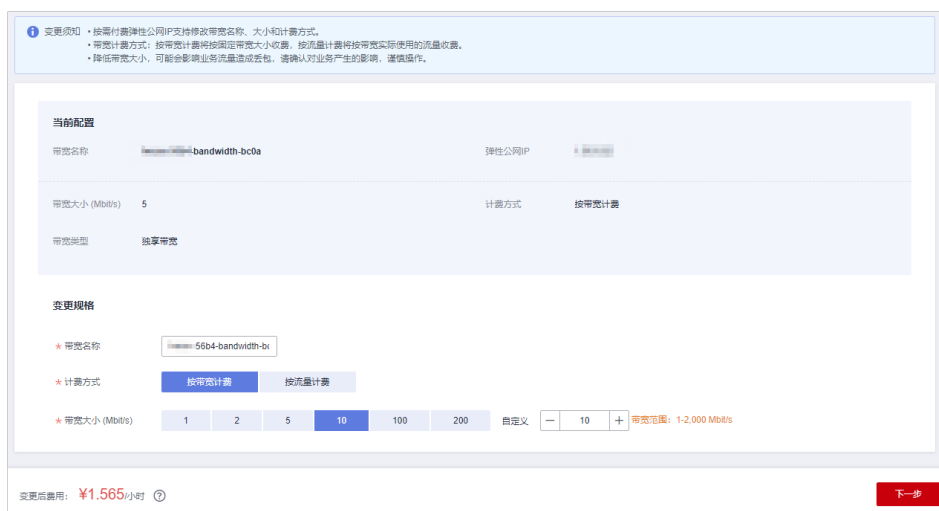 变更须知 • 按需付费弹性公网IP支持修改带宽名称、大小和计费方式。
• 带宽计费方式：按带宽计费将按固定带宽大小收费，按流量计费将按带宽实际使用的流量收费。
• 降低带宽大小，可能会影响业务流量造成丢包，请确认对业务产生的影响，谨慎操作。
当前配置
带宽名称 -bandwidth-bc0a 弹性公网IP
带宽大小 (Mbit/s) 5 计费方式 按带宽计费
带宽类型 独享带宽
变更规格
* 带宽名称 56b4-bandwidth-bc
* 计费方式 按带宽计费 按流量计费
* 带宽大小 (Mbit/s) 1 2 5 10 100 200 自定义 — 10 + 带宽范围：1-2,000 Mbit/s
变更后费用： ¥1.565/小时 ? 下一步